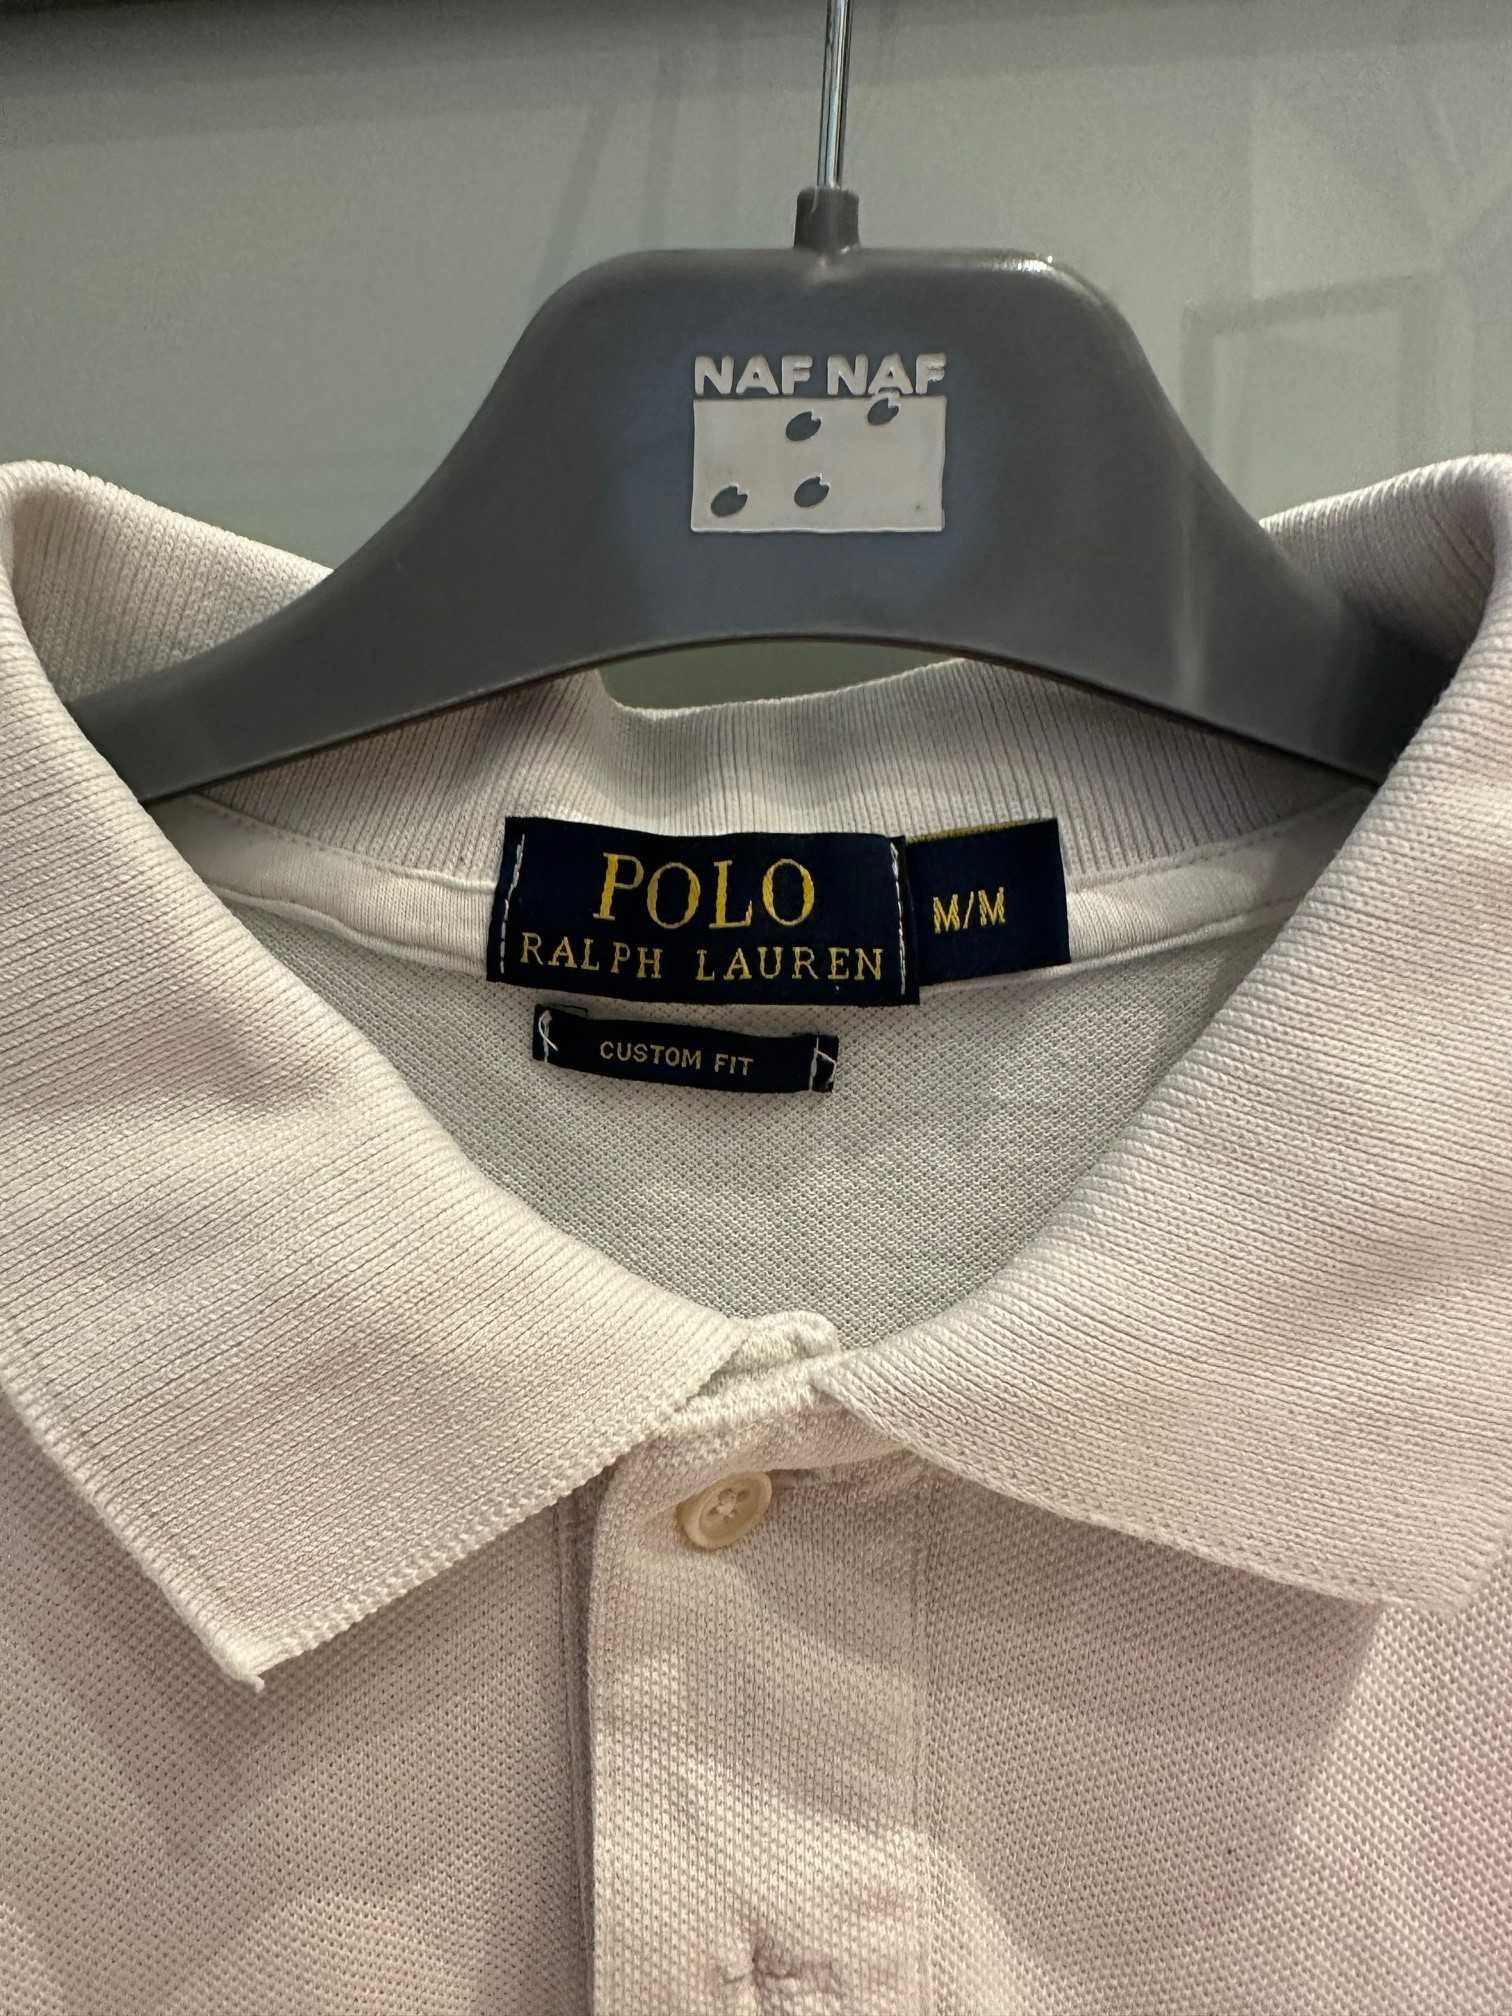 NAF NAF
POLO
RALPH LAUREN
M/M
CUSTOM FIT